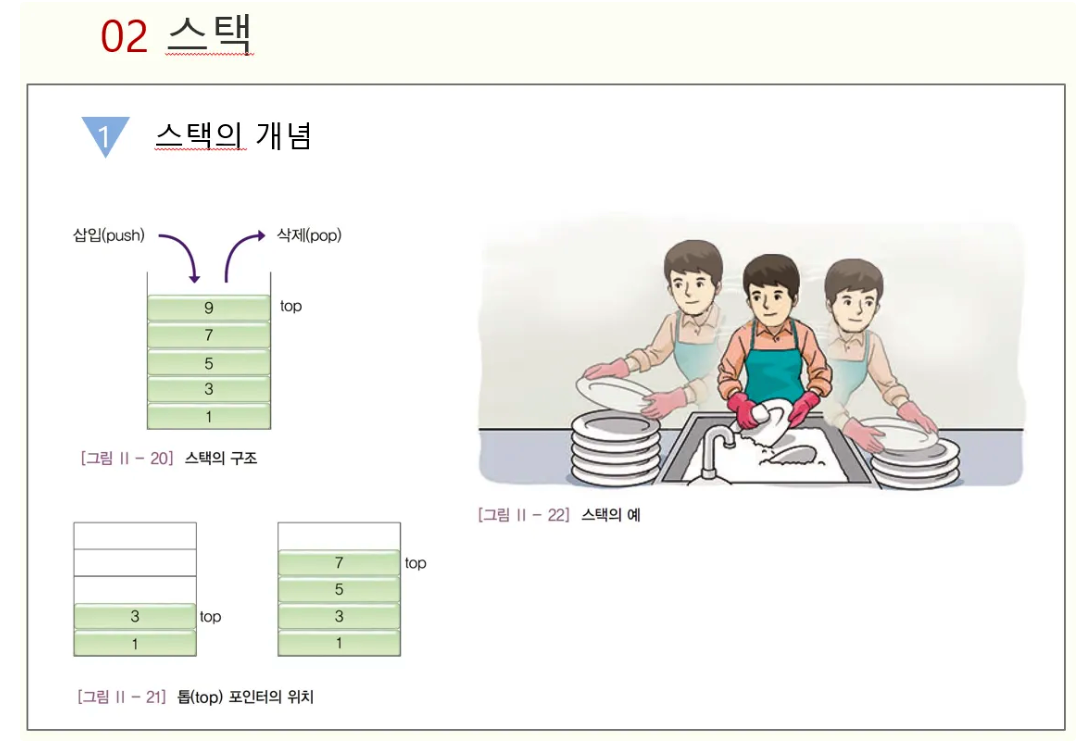 02 스택
1 스택의 개념
삽입(push) 삭제(pop)
9 top
7
5
3
1
[그림 II - 20] 스택의 구조
[그림 II - 22] 스택의 예
3 top
1
7 top
5
3
1
[그림 II - 21] 톱(top) 포인터의 위치